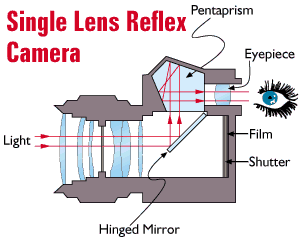 Single Lens Reflex
Camera
Pentaprism
Eyepiece
Light
Film
Shutter
Hinged Mirror